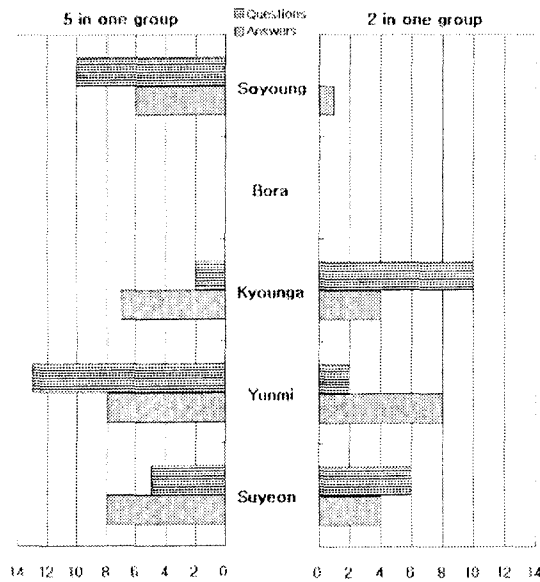 5 in one group
Questions
Answers
2 in one group
Soyoung
Bora
Kyounga
Yunmi
Suyeon
14 12 10 8 6 4 2 0
0 2 4 6 8 10 12 14